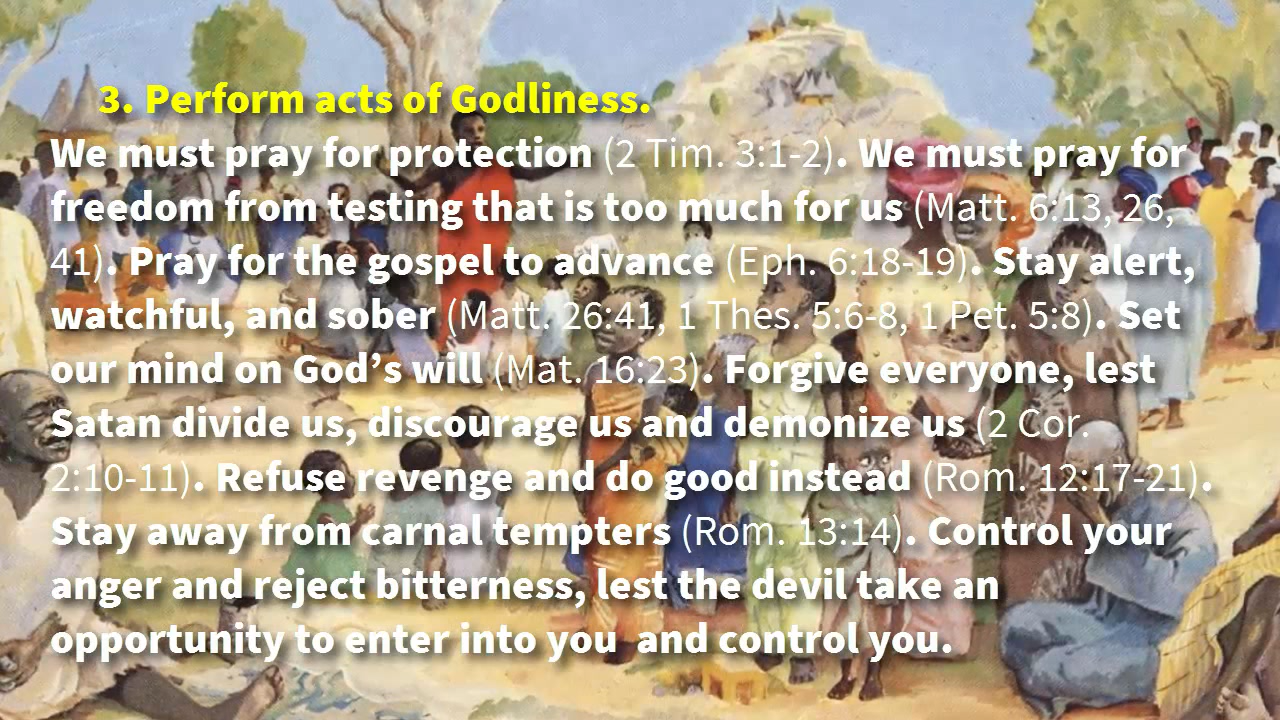 3. Perform acts of Godliness.
We must pray for protection (2 Tim. 3:1-2). We must pray for
freedom from testing that is too much for us (Matt. 6:13, 26,
41). Pray for the gospel to advance (Eph. 6:18-19). Stay alert,
watchful, and sober (Matt. 26:41, 1 Thes. 5:6-8, 1 Pet. 5:8). Set
our mind on God’s will (Mat. 16:23). Forgive everyone, lest
Satan divide us, discourage us and demonize us (2 Cor.
2:10-11). Refuse revenge and do good instead (Rom. 12:17-21).
Stay away from carnal tempters (Rom. 13:14). Control your
anger and reject bitterness, lest the devil take an
opportunity to enter into you  and control you.